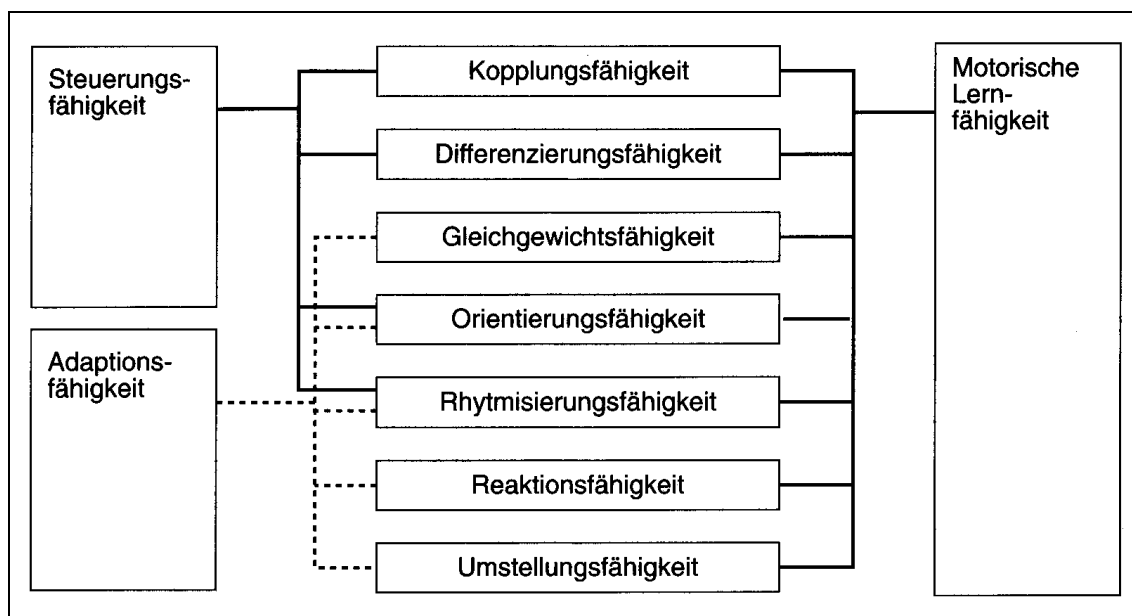 Steuerungs-
fähigkeit
Adaptions-
fähigkeit
Kopplungsfähigkeit
Differenzierungsfähigkeit
Gleichgewichtsfähigkeit
Orientierungsfähigkeit
Rhytmisierungsfähigkeit
Reaktionsfähigkeit
Umstellungsfähigkeit
Motorische
Lern-
fähigkeit